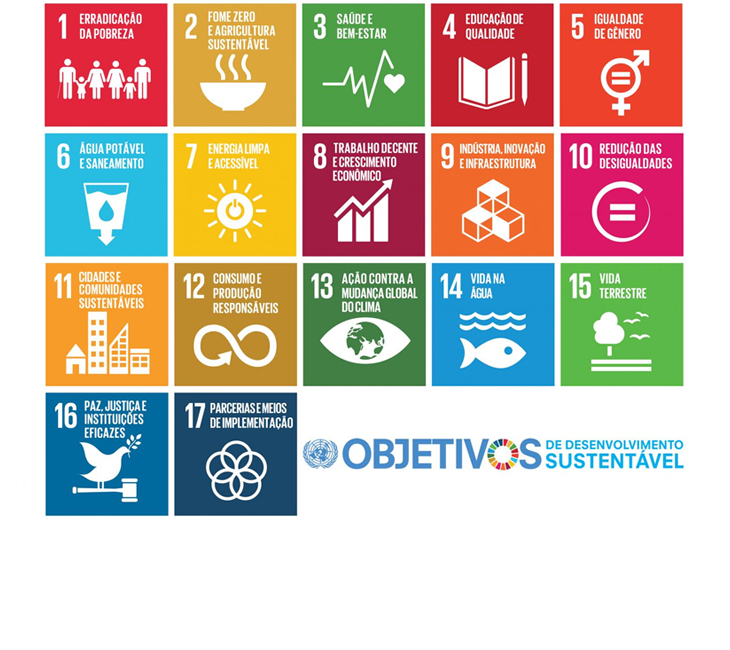 1 ERRADICAÇÃO
DA POBREZA
2 FOME ZERO
E AGRICULTURA
SUSTENTÁVEL
3 SAÚDE E
BEM-ESTAR
4 EDUCAÇÃO DE
QUALIDADE
5 IGUALDADE
DE GÊNERO
6 ÁGUA POTÁVEL
E SANEAMENTO
7 ENERGIA LIMPA
E ACESSÍVEL
8 TRABALHO DECENTE
E CRESCIMENTO
ECONÔMICO
9 INDÚSTRIA, INOVAÇÃO
E INFRAESTRUTURA
10 REDUÇÃO DAS
DESIGUALDADES
11 CIDADES E
COMUNIDADES
SUSTENTÁVEIS
12 CONSUMO E
PRODUÇÃO
RESPONSÁVEIS
13 AÇÃO CONTRA A
MUDANÇA GLOBAL
DO CLIMA
14 VIDA NA
ÁGUA
15 VIDA
TERRESTRE
16 PAZ, JUSTIÇA E
INSTITUIÇÕES
EFICAZES
17 PARCERIAS E MEIOS
DE IMPLEMENTAÇÃO
OBJETIVOS
DE DESENVOLVIMENTO
SUSTENTÁVEL